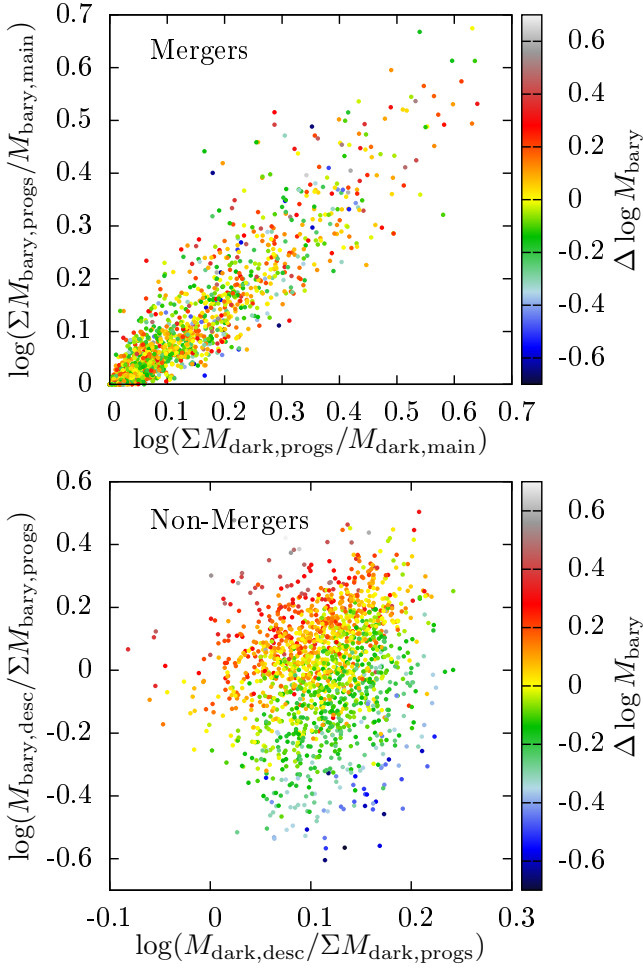 Mergers
log(ΣM_bary,progs/M_bary,main)
0.7
0.6
0.5
0.4
0.3
0.2
0.1
0
0 0.1 0.2 0.3 0.4 0.5 0.6 0.7
log(ΣM_dark,progs/M_dark,main)
0.6
0.4
0.2
0
-0.2
-0.4
-0.6
Δ log M_bary
Non-Mergers
log(M_bary,desc/ΣM_bary,progs)
0.6
0.4
0.2
0
-0.2
-0.4
-0.6
-0.1 0 0.1 0.2 0.3
log(M_dark,desc/ΣM_dark,progs)
0.6
0.4
0.2
0
-0.2
-0.4
-0.6
Δ log M_bary